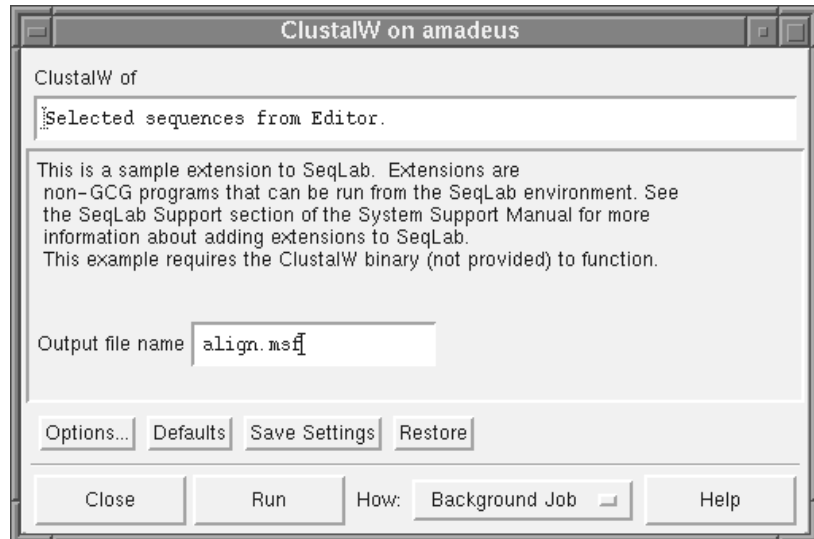 ClustalW on amadeus
ClustalW of
Selected sequences from Editor.
This is a sample extension to SeqLab.  Extensions are
non-GCG programs that can be run from the SeqLab environment. See
the SeqLab Support section of the System Support Manual for more
information about adding extensions to SeqLab.
This example requires the ClustalW binary (not provided) to function.
Output file name align.msf
Options... Defaults Save Settings Restore
Close Run How: Background Job Help